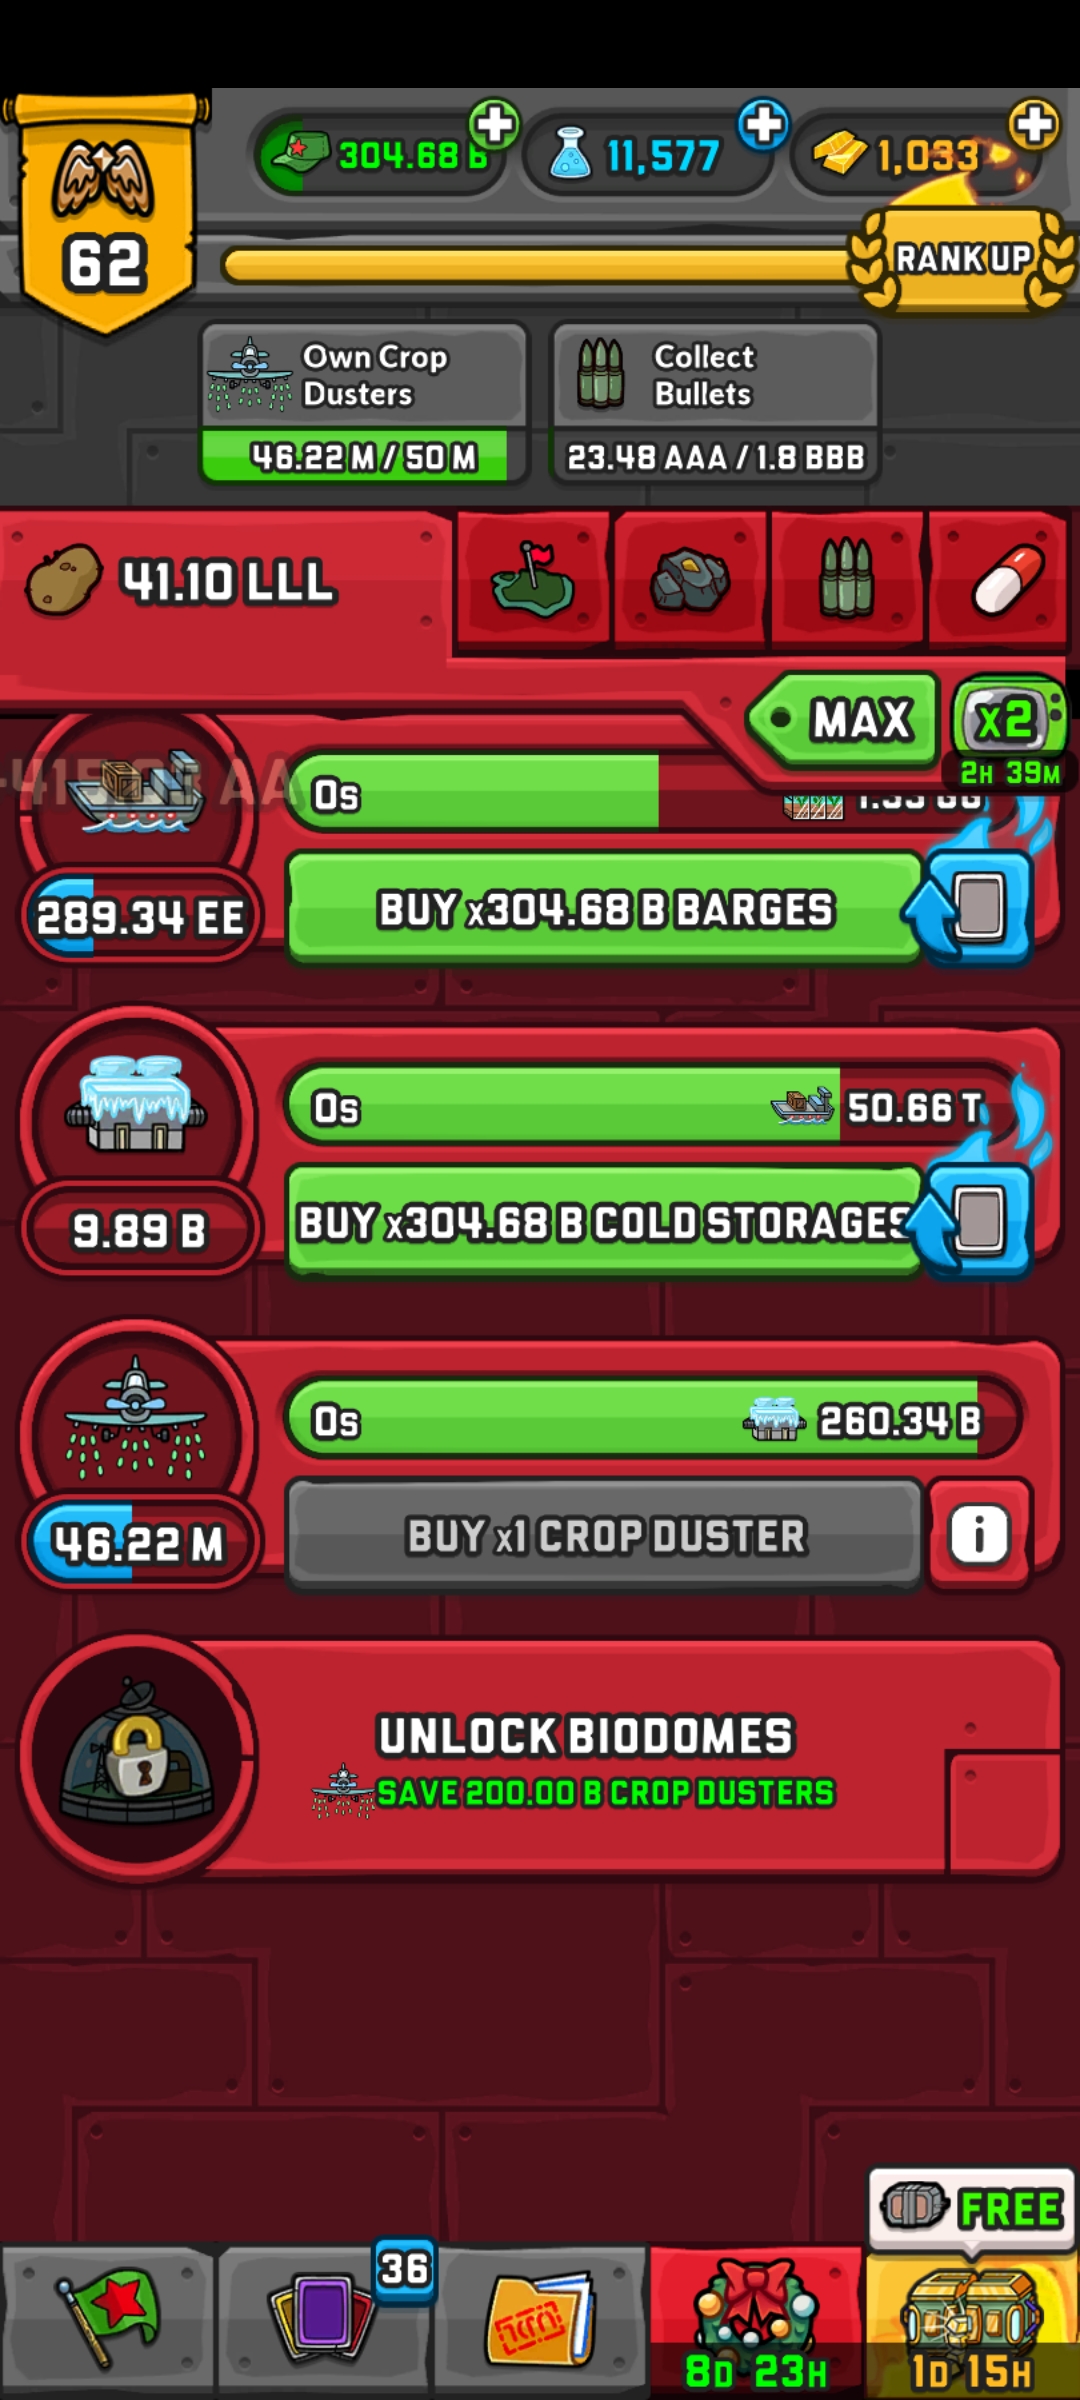 304.68 B
11,577
1,033
62
RANK UP
Own Crop
Dusters
46.22 M / 50 M
Collect
Bullets
23.48 AAA / 1.8 BBB
41.10 LLL
MAX
x2
2H 39M
0s
289.34 EE
BUY x304.68 B BARGES
0s
50.66 T
9.89 B
BUY x304.68 B COLD STORAGES
0s
260.34 B
46.22 M
BUY x1 CROP DUSTER
i
UNLOCK BIODOMES
SAVE 200.00 B CROP DUSTERS
FREE
36
8D 23H
1D 15H